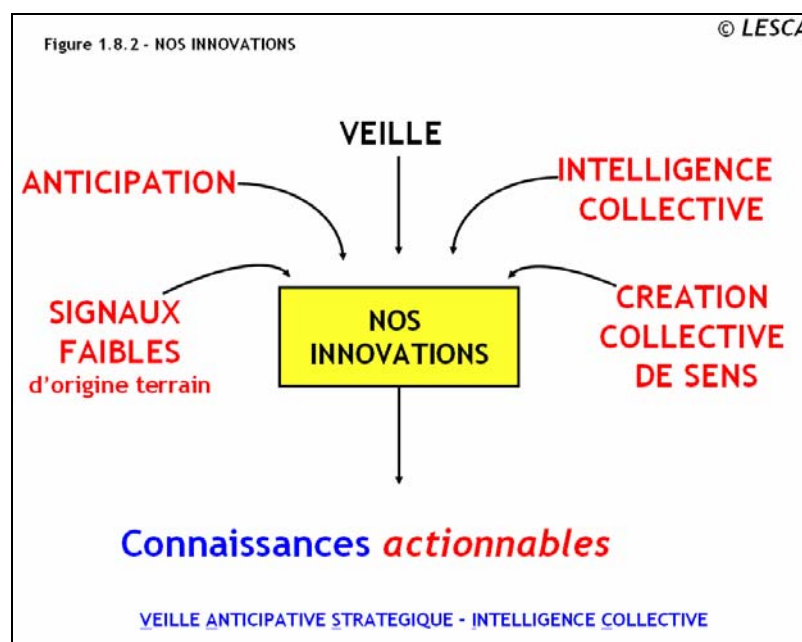 © LESCA
Figure 1.8.2 - NOS INNOVATIONS
VEILLE
ANTICIPATION
INTELLIGENCE
COLLECTIVE
SIGNAUX
FAIBLES
d'origine terrain
NOS
INNOVATIONS
CREATION
COLLECTIVE
DE SENS
Connaissances actionnables
VEILLE ANTICIPATIVE STRATEGIQUE - INTELLIGENCE COLLECTIVE